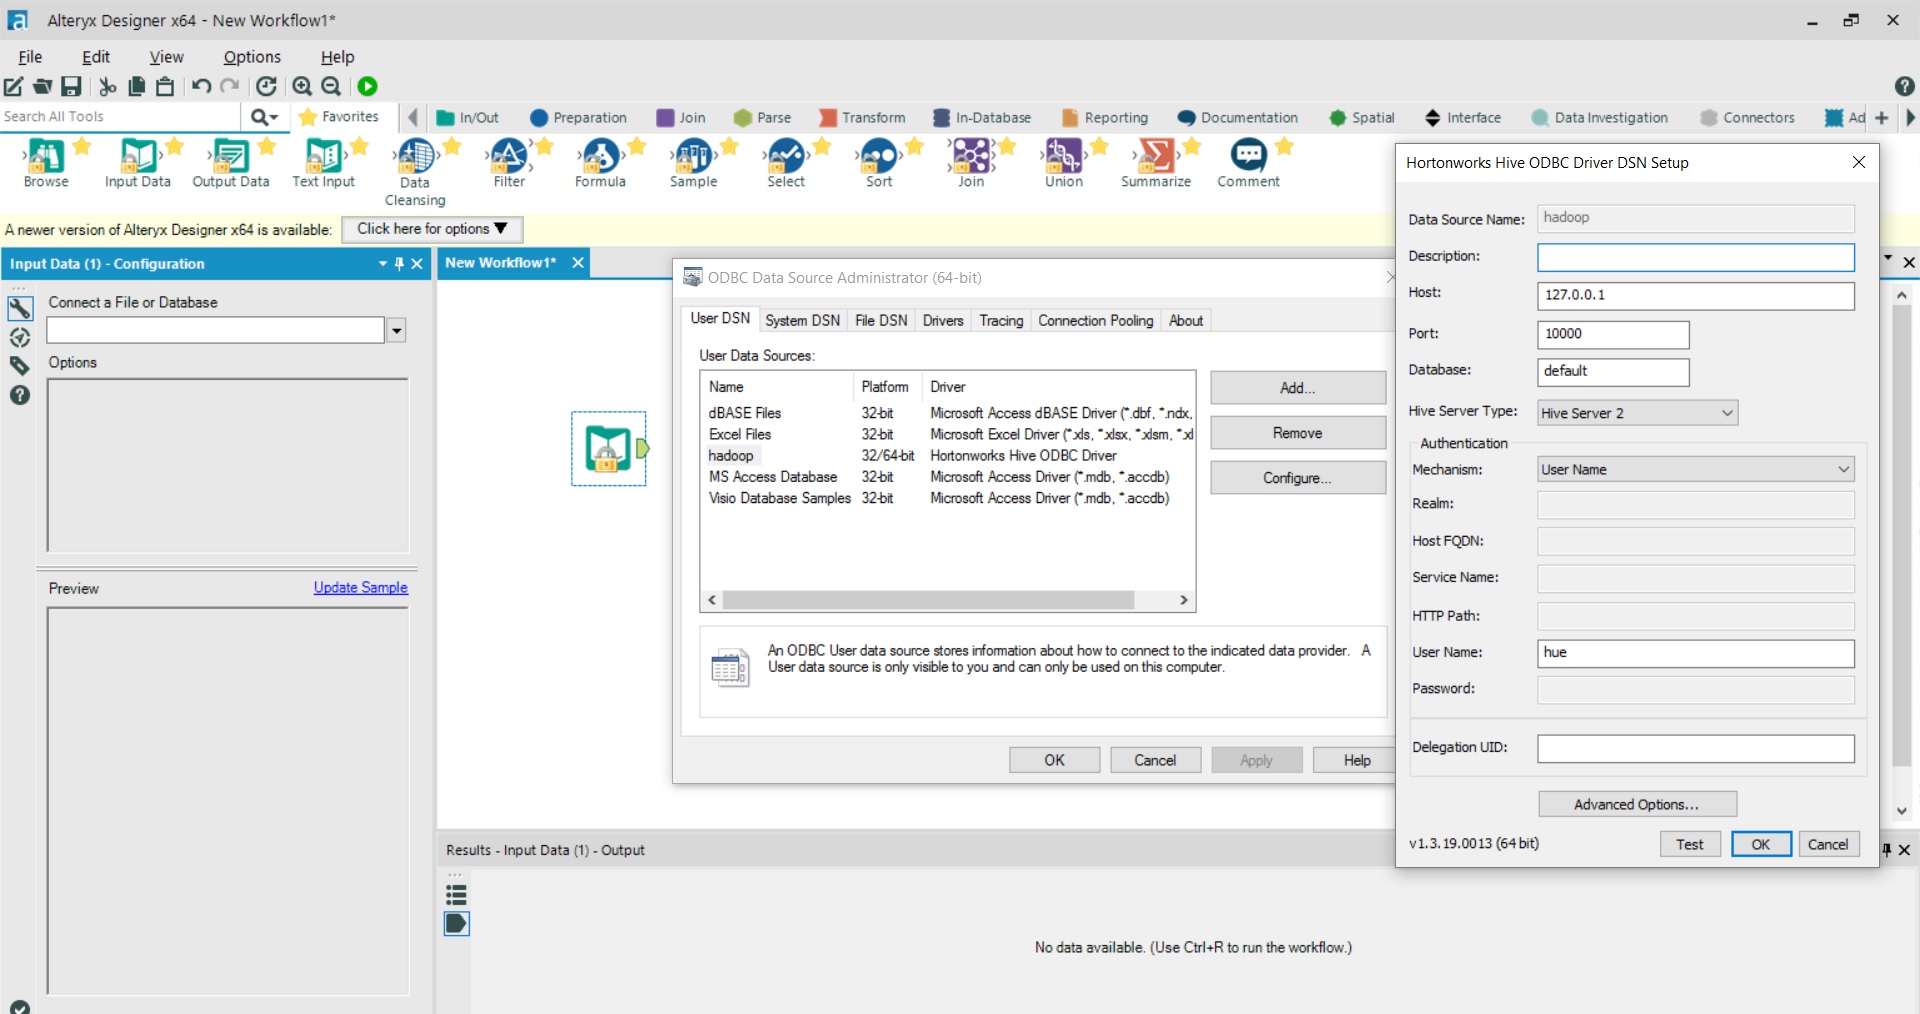 Alteryx Designer x64 - New Workflow1*
File Edit View Options Help
Search All Tools
Favorites
In/Out Preparation Join Parse Transform In-Database Reporting Documentation Spatial Interface Data Investigation Connectors Ad
Browse Input Data Output Data Text Input Data Cleansing Filter Formula Sample Select Sort Join Union Summarize Comment
A newer version of Alteryx Designer x64 is available: Click here for options ▼
Input Data (1) - Configuration
Connect a File or Database
Options
Preview Update Sample
New Workflow1*
ODBC Data Source Administrator (64-bit)
User DSN System DSN File DSN Drivers Tracing Connection Pooling About
User Data Sources:
Name Platform Driver
dBASE Files 32-bit Microsoft Access dBASE Driver (*.dbf, *.ndx,
Excel Files 32-bit Microsoft Excel Driver (*.xls, *.xlsx, *.xlsm, *.xl
hadoop 32/64-bit Hortonworks Hive ODBC Driver
MS Access Database 32-bit Microsoft Access Driver (*.mdb, *.accdb)
Visio Database Samples 32-bit Microsoft Access Driver (*.mdb, *.accdb)
Add...
Remove
Configure...
An ODBC User data source stores information about how to connect to the indicated data provider. A
User data source is only visible to you and can only be used on this computer.
OK Cancel Apply Help
Hortonworks Hive ODBC Driver DSN Setup
Data Source Name: hadoop
Description:
Host: 127.0.0.1
Port: 10000
Database: default
Hive Server Type: Hive Server 2
Authentication
Mechanism: User Name
Realm:
Host FQDN:
Service Name:
HTTP Path:
User Name: hue
Password:
Delegation UID:
Advanced Options...
v1.3.19.0013 (64 bit) Test OK Cancel
Results - Input Data (1) - Output
No data available. (Use Ctrl+R to run the workflow.)